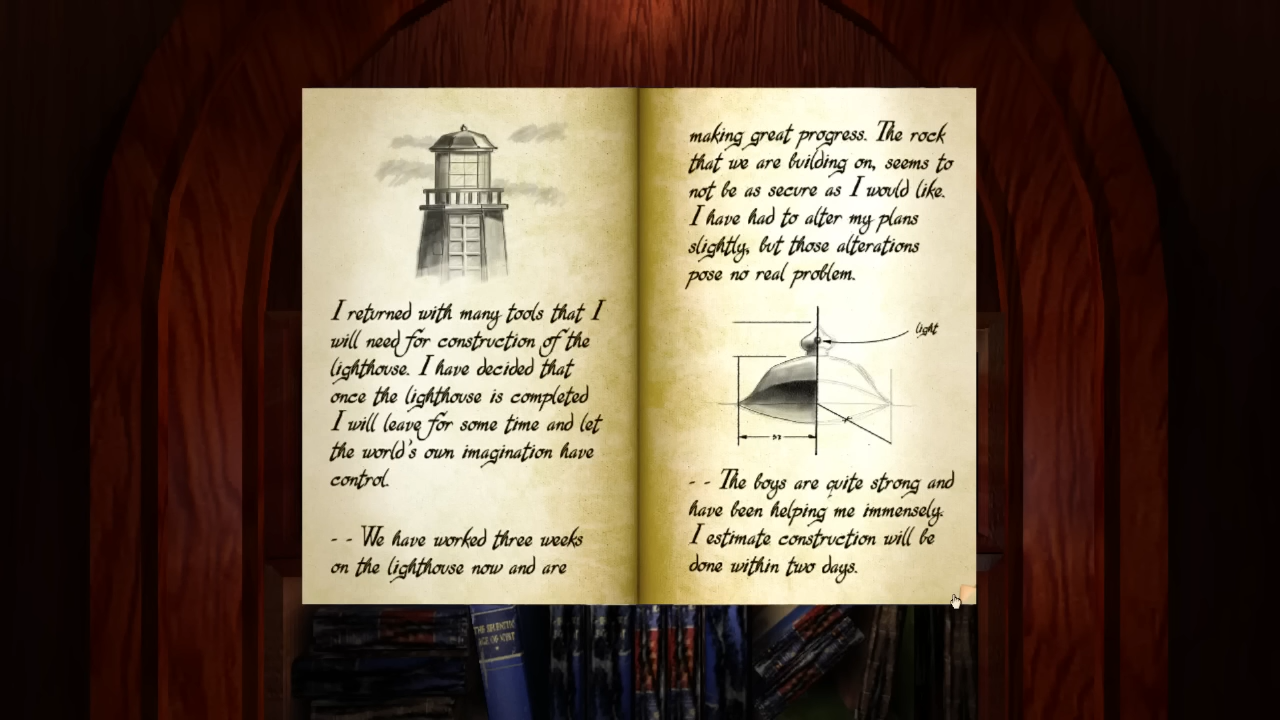 I returned with many tools that I
will need for construction of the
lighthouse. I have decided that
once the lighthouse is completed
I will leave for some time and let
the world's own imagination have
control.
- - We have worked three weeks
on the lighthouse now and are
making great progress. The rock
that we are building on, seems to
not be as secure as I would like.
I have had to alter my plans
slightly, but those alterations
pose no real problem.
light
- - The boys are quite strong and
have been helping me immensely.
I estimate construction will be
done within two days.
THE
AGE OF